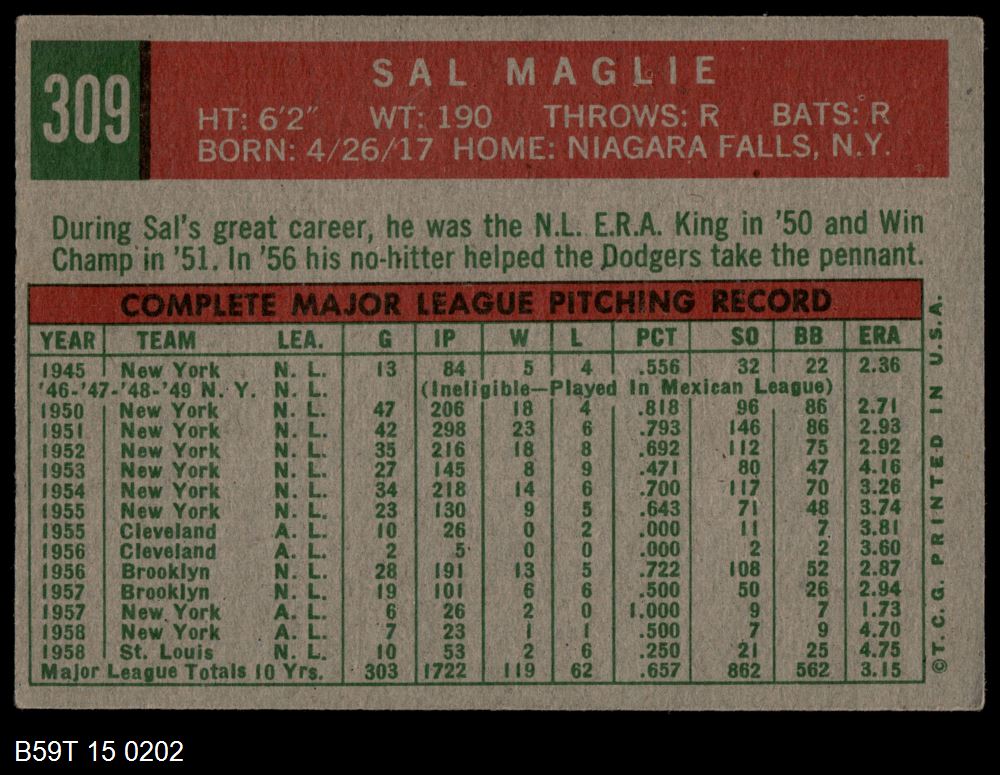 309
SAL MAGLIE
HT: 6'2" WT: 190 THROWS: R BATS: R
BORN: 4/26/17 HOME: NIAGARA FALLS, N.Y.
During Sal's great career, he was the N.L. E.R.A. King in '50 and Win
Champ in '51. In '56 his no-hitter helped the Dodgers take the pennant.
COMPLETE MAJOR LEAGUE PITCHING RECORD
YEAR TEAM LEA. G IP W L PCT SO BB ERA
1945 New York N. L. 13 84 5 4 .556 32 22 2.36
'46-'47-'48-'49 N. Y. N. L. (Ineligible—Played In Mexican League)
1950 New York N. L. 47 206 18 4 .818 96 86 2.71
1951 New York N. L. 42 298 23 6 .793 146 86 2.93
1952 New York N. L. 35 216 18 8 .692 112 75 2.92
1953 New York N. L. 27 145 8 9 .471 80 47 4.16
1954 New York N. L. 34 218 14 6 .700 117 70 3.26
1955 New York N. L. 23 130 9 5 .643 71 48 3.74
1955 Cleveland A. L. 10 26 0 2 .000 11 7 3.81
1956 Cleveland A. L. 2 5 0 0 .000 2 2 3.60
1956 Brooklyn N. L. 28 191 13 5 .722 108 52 2.87
1957 Brooklyn N. L. 19 101 6 6 .500 50 26 2.94
1957 New York A. L. 6 26 2 0 1.000 9 7 1.73
1958 New York A. L. 7 23 1 1 .500 7 9 4.70
1958 St. Louis N. L. 10 53 2 6 .250 21 25 4.75
Major League Totals 10 Yrs. 303 1722 119 62 .657 862 562 3.15
©T.C.G. PRINTED IN U.S.A.
B59T 15 0202